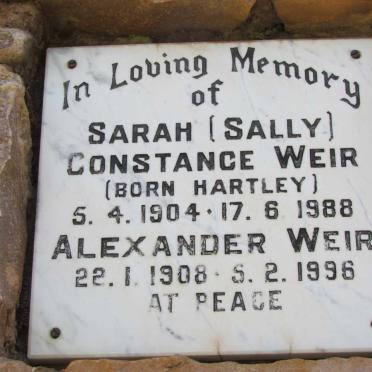 In Loving Memory
of
SARAH (SALLY)
CONSTANCE WEIR
(BORN HARTLEY)
5. 4. 1904 · 17. 6 1988
ALEXANDER WEIR
22. 1. 1908 · 5. 2. 1996
AT PEACE